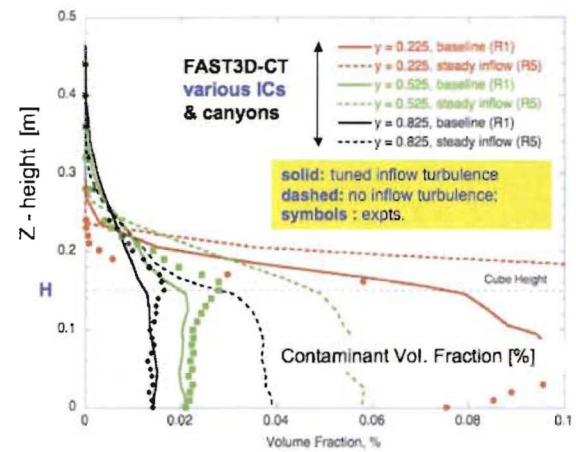 0.5
0.4
0.3
0.2
H
0.1
0
Z - height [m]
FAST3D-CT
various ICs
& canyons
y = 0.225, baseline (R1)
y = 0.225, steady inflow (R5)
y = 0.525, baseline (R1)
y = 0.525, steady inflow (R5)
y = 0.825, baseline (R1)
y = 0.825, steady inflow (R5)
solid: tuned inflow turbulence
dashed: no inflow turbulence;
symbols : expts.
Cube Height
Contaminant Vol. Fraction [%]
0 0.02 0.04 0.06 0.08 0.1
Volume Fraction, %